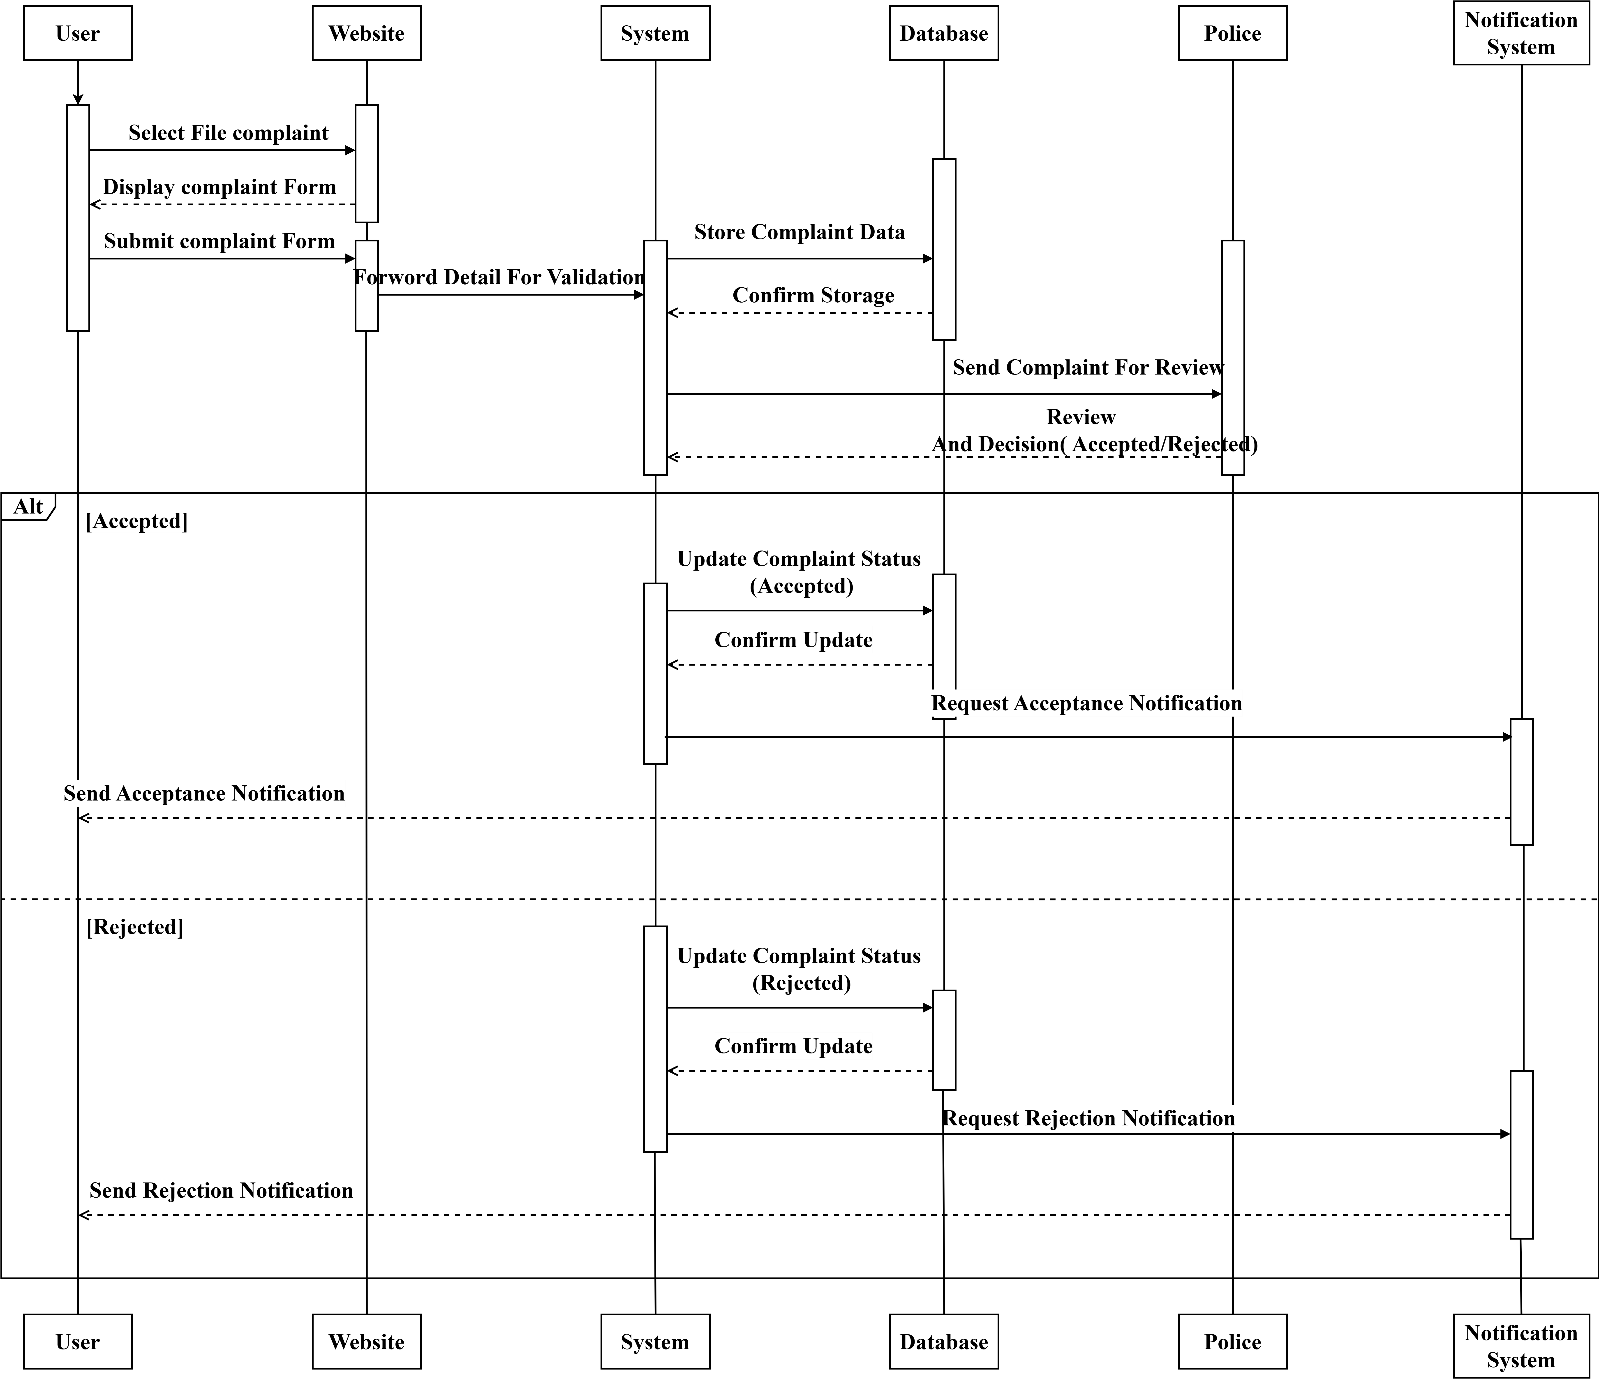 User
Website
System
Database
Police
Notification
System
Select File complaint
Display complaint Form
Submit complaint Form
Store Complaint Data
Forword Detail For Validation
Confirm Storage
Send Complaint For Review
Review
And Decision( Accepted/Rejected)
Alt
[Accepted]
Update Complaint Status
(Accepted)
Confirm Update
Request Acceptance Notification
Send Acceptance Notification
[Rejected]
Update Complaint Status
(Rejected)
Confirm Update
Request Rejection Notification
Send Rejection Notification
User
Website
System
Database
Police
Notification
System